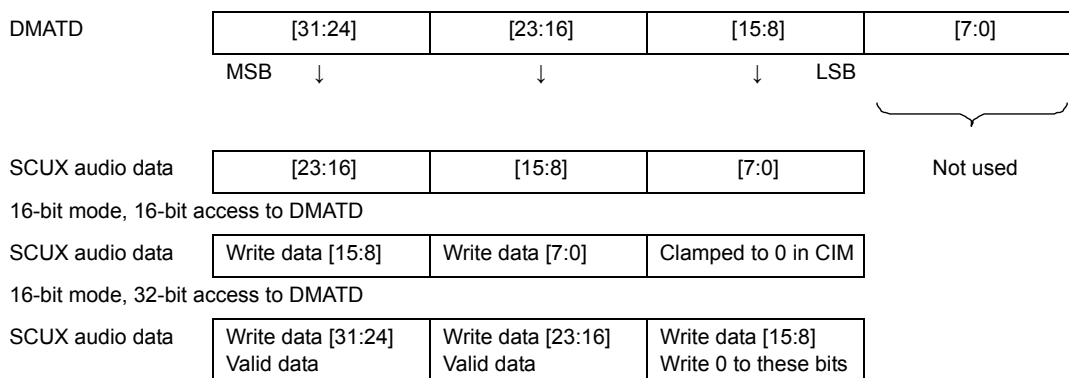 DMATD [31:24] [23:16] [15:8] [7:0]
MSB ↓ ↓ ↓ LSB
SCUX audio data [23:16] [15:8] [7:0] Not used
16-bit mode, 16-bit access to DMATD
SCUX audio data Write data [15:8] Write data [7:0] Clamped to 0 in CIM
16-bit mode, 32-bit access to DMATD
SCUX audio data Write data [31:24] Write data [23:16] Write data [15:8]
Valid data Valid data Write 0 to these bits